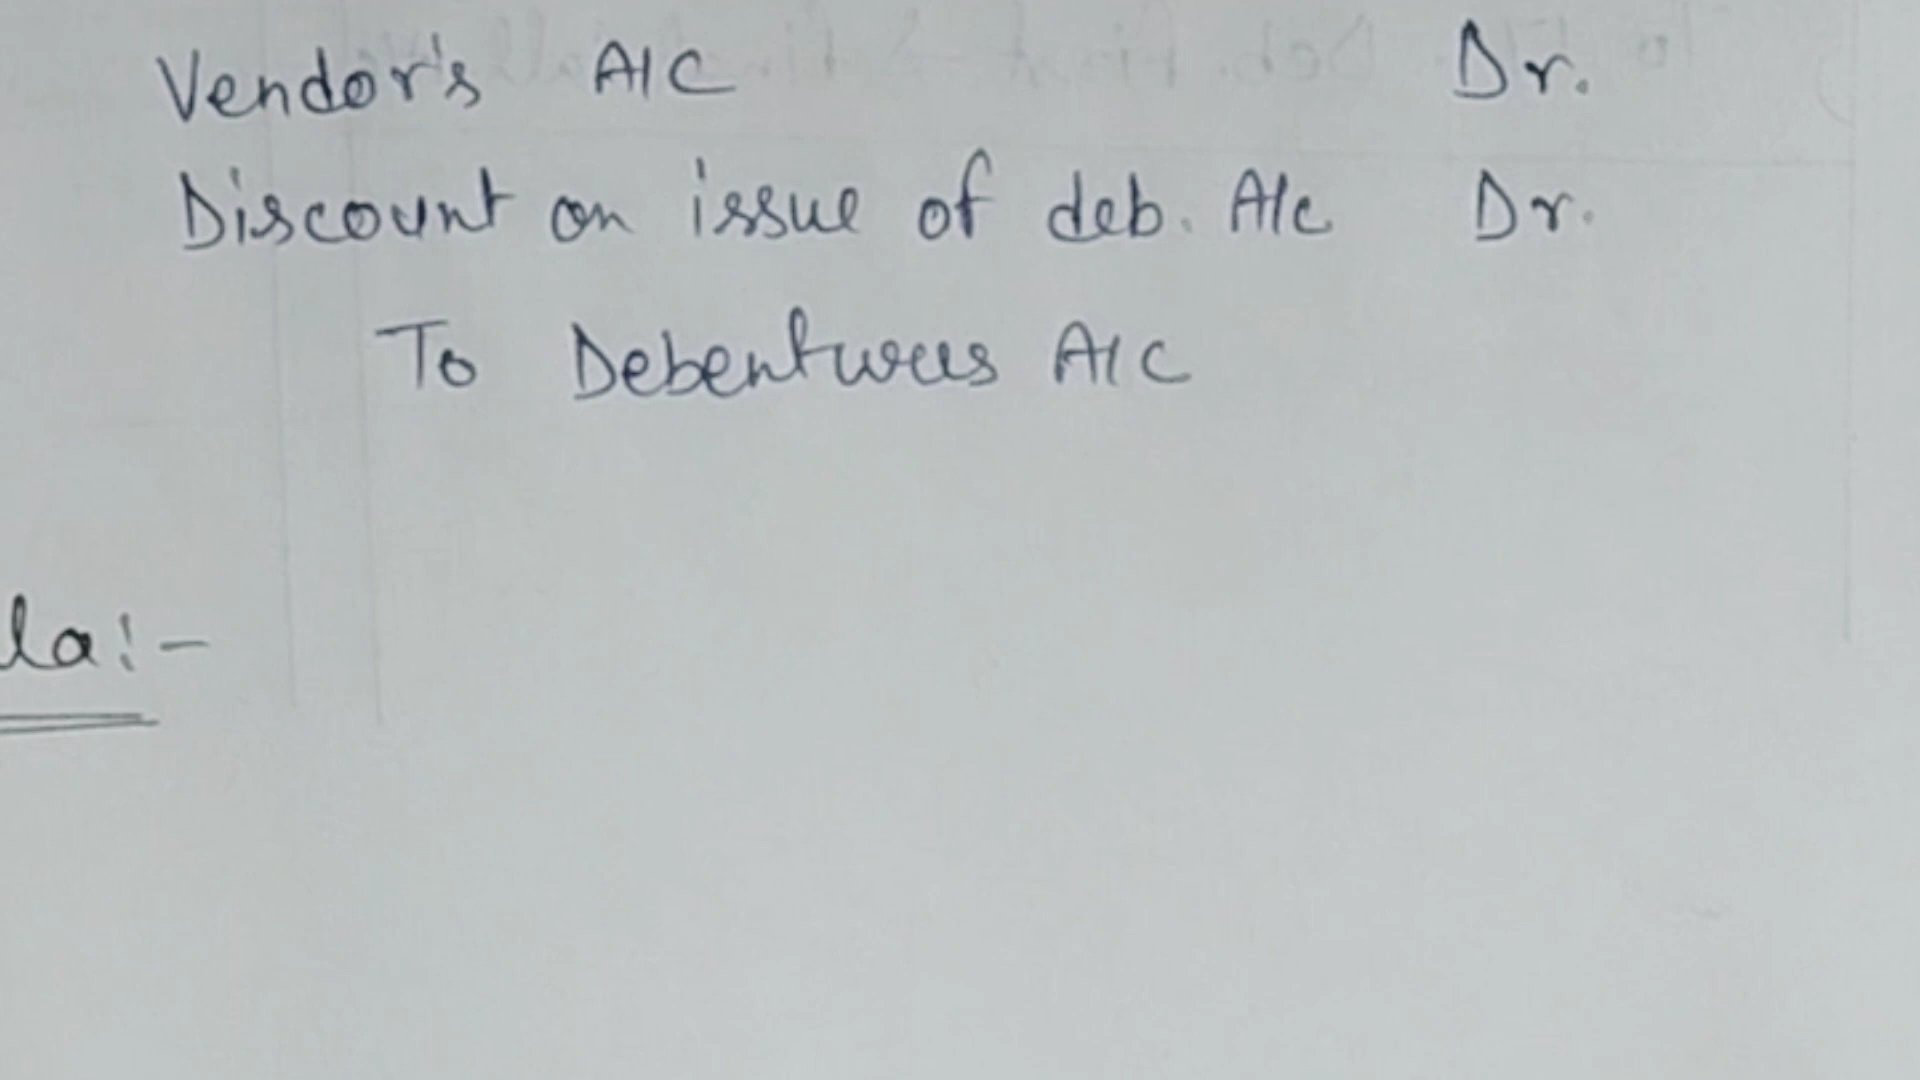 Vendor's A/C Dr.
Discount on issue of deb. A/c Dr.
To Debentures A/C
la:-